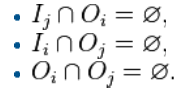 • I_j ∩ O_i = ∅,
• I_i ∩ O_j = ∅,
• O_i ∩ O_j = ∅.